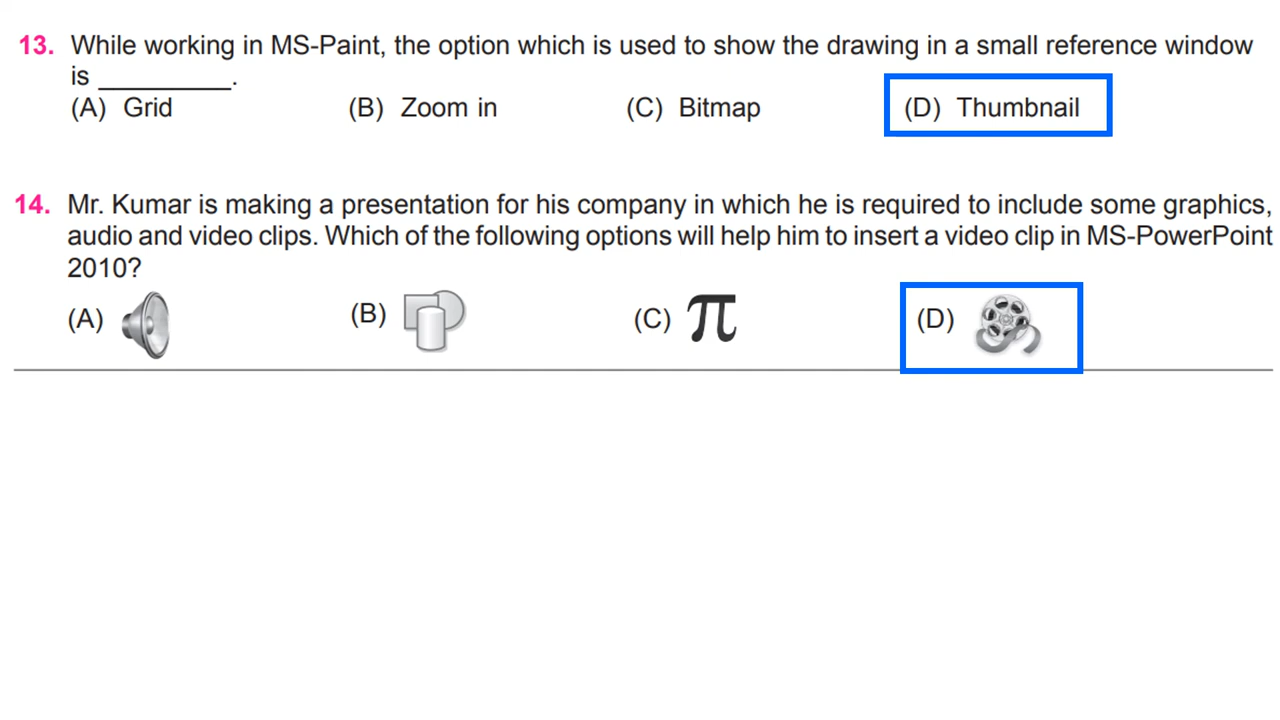 13. While working in MS-Paint, the option which is used to show the drawing in a small reference window
is _________.
(A) Grid (B) Zoom in (C) Bitmap (D) Thumbnail
14. Mr. Kumar is making a presentation for his company in which he is required to include some graphics,
audio and video clips. Which of the following options will help him to insert a video clip in MS-PowerPoint
2010?
(A) (B) (C) π (D)